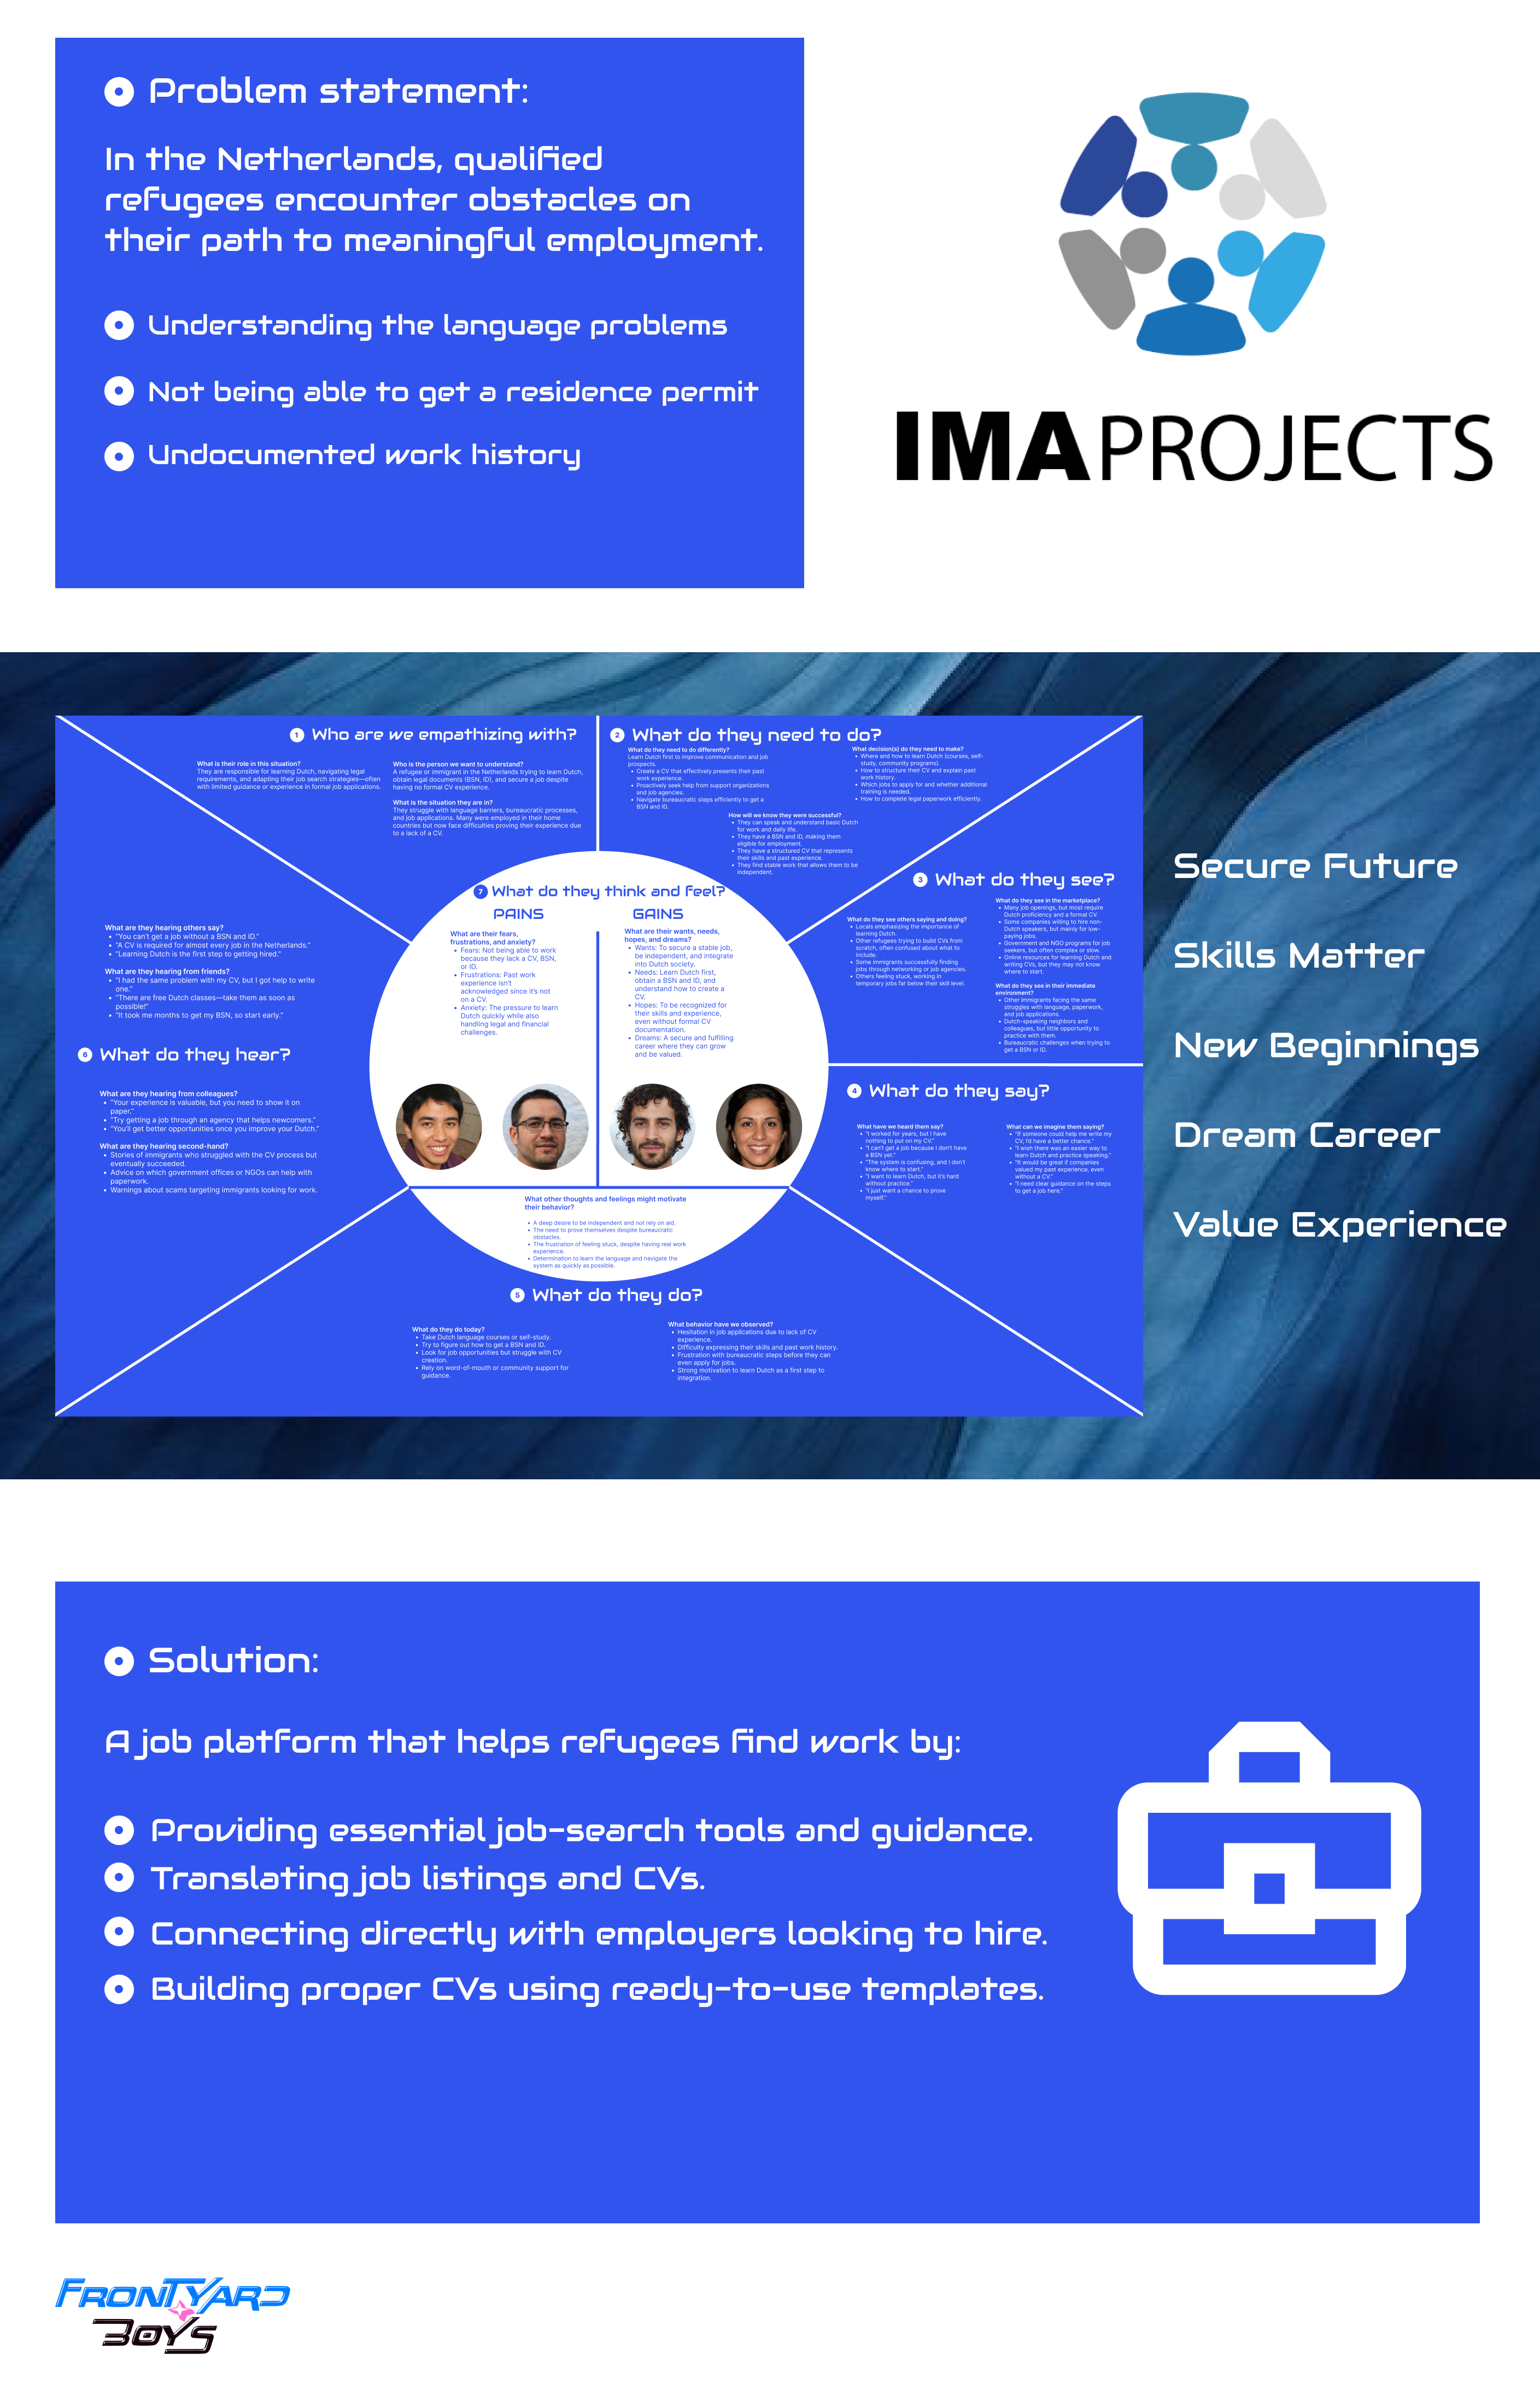 Problem statement:
In the Netherlands, qualified
refugees encounter obstacles on
their path to meaningful employment.
Understanding the language problems
Not being able to get a residence permit
Undocumented work history
IMAPROJECTS
1 Who are we empathizing with?
What is their role in this situation?
They are responsible for learning Dutch, navigating legal
requirements, and adapting their job search strategies—often
with limited guidance or experience in formal job applications.
Who is the person we want to understand?
A refugee or immigrant in the Netherlands trying to learn Dutch,
obtain legal documents (BSN, ID), and secure a job despite
having no formal CV experience.
What is the situation they are in?
They struggle with language barriers, bureaucratic processes,
and job applications. Many were employed in their home
countries but now face difficulties proving their experience due
to a lack of a CV.
2 What do they need to do?
What do they need to do differently?
Learn Dutch first to improve communication and job
prospects.
• Create a CV that effectively presents their past
work experience.
• Proactively seek help from support organizations
and job agencies.
• Navigate bureaucratic steps efficiently to get a
BSN and ID.
What decision(s) do they need to make?
• Where and how to learn Dutch (courses, self-
study, community programs).
• How to structure their CV and explain past
work history.
• Which jobs to apply for and whether additional
training is needed.
• How to complete legal paperwork efficiently.
How will we know they were successful?
• They can speak and understand basic Dutch
for work and daily life.
• They have a BSN and ID, making them
eligible for employment.
• They have a structured CV that represents
their skills and past experience.
• They find stable work that allows them to be
independent.
3 What do they see?
What do they see others saying and doing?
• Locals emphasizing the importance of
learning Dutch.
• Other refugees trying to build CVs from
scratch, often confused about what to
include.
• Some immigrants successfully finding
jobs through networking or job agencies.
• Others feeling stuck, working in
temporary jobs far below their skill level.
What do they see in the marketplace?
• Many job openings, but most require
Dutch proficiency and a formal CV.
• Some companies willing to hire non-
Dutch speakers, but mainly for low-
paying jobs.
• Government and NGO programs for job
seekers, but often complex or slow.
• Online resources for learning Dutch and
writing CVs, but they may not know
where to start.
What do they see in their immediate
environment?
• Other immigrants facing the same
struggles with language, paperwork,
and job applications.
• Dutch-speaking neighbors and
colleagues, but little opportunity to
practice with them.
• Bureaucratic challenges when trying to
get a BSN or ID.
4 What do they say?
What have we heard them say?
• "I worked for years, but I have
nothing to put on my CV."
• "I can't get a job because I don't have
a BSN yet."
• "The system is confusing, and I don't
know where to start."
• "I want to learn Dutch, but it's hard
without practice."
• "I just want a chance to prove
myself."
What can we imagine them saying?
• "If someone could help me write my
CV, I'd have a better chance."
• "I wish there was an easier way to
learn Dutch and practice speaking."
• "It would be great if companies
valued my past experience, even
without a CV."
• "I need clear guidance on the steps
to get a job here."
5 What do they do?
What do they do today?
• Take Dutch language courses or self-study.
• Try to figure out how to get a BSN and ID.
• Look for job opportunities but struggle with CV
creation.
• Rely on word-of-mouth or community support for
guidance.
What behavior have we observed?
• Hesitation in job applications due to lack of CV
experience.
• Difficulty expressing their skills and past work history.
• Frustration with bureaucratic steps before they can
even apply for jobs.
• Strong motivation to learn Dutch as a first step to
integration.
What are they hearing others say?
• "You can't get a job without a BSN and ID."
• "A CV is required for almost every job in the Netherlands."
• "Learning Dutch is the first step to getting hired."
What are they hearing from friends?
• "I had the same problem with my CV, but I got help to write
one."
• "There are free Dutch classes—take them as soon as
possible!"
• "It took me months to get my BSN, so start early."
6 What do they hear?
What are they hearing from colleagues?
• "Your experience is valuable, but you need to show it on
paper."
• "Try getting a job through an agency that helps newcomers."
• "You'll get better opportunities once you improve your Dutch."
What are they hearing second-hand?
• Stories of immigrants who struggled with the CV process but
eventually succeeded.
• Advice on which government offices or NGOs can help with
paperwork.
• Warnings about scams targeting immigrants looking for work.
7 What do they think and feel?
PAINS
What are their fears,
frustrations, and anxiety?
• Fears: Not being able to work
because they lack a CV, BSN,
or ID.
• Frustrations: Past work
experience isn't
acknowledged since it's not
on a CV.
• Anxiety: The pressure to learn
Dutch quickly while also
handling legal and financial
challenges.
GAINS
What are their wants, needs,
hopes, and dreams?
• Wants: To secure a stable job,
be independent, and integrate
into Dutch society.
• Needs: Learn Dutch first,
obtain a BSN and ID, and
understand how to create a
CV.
• Hopes: To be recognized for
their skills and experience,
even without formal CV
documentation.
• Dreams: A secure and fulfilling
career where they can grow
and be valued.
What other thoughts and feelings might motivate
their behavior?
• A deep desire to be independent and not rely on aid.
• The need to prove themselves despite bureaucratic
obstacles.
• The frustration of feeling stuck, despite having real work
experience.
• Determination to learn the language and navigate the
system as quickly as possible.
Secure Future
Skills Matter
New Beginnings
Dream Career
Value Experience
Solution:
A job platform that helps refugees find work by:
Providing essential job-search tools and guidance.
Translating job listings and CVs.
Connecting directly with employers looking to hire.
Building proper CVs using ready-to-use templates.
FRONTYARD
BOYS